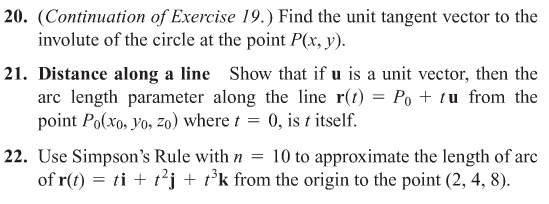 20. (Continuation of Exercise 19.) Find the unit tangent vector to the
involute of the circle at the point P(x, y).
21. Distance along a line Show that if u is a unit vector, then the
arc length parameter along the line r(t) = P₀ + tu from the
point P₀(x₀, y₀, z₀) where t = 0, is t itself.
22. Use Simpson's Rule with n = 10 to approximate the length of arc
of r(t) = ti + t²j + t³k from the origin to the point (2, 4, 8).